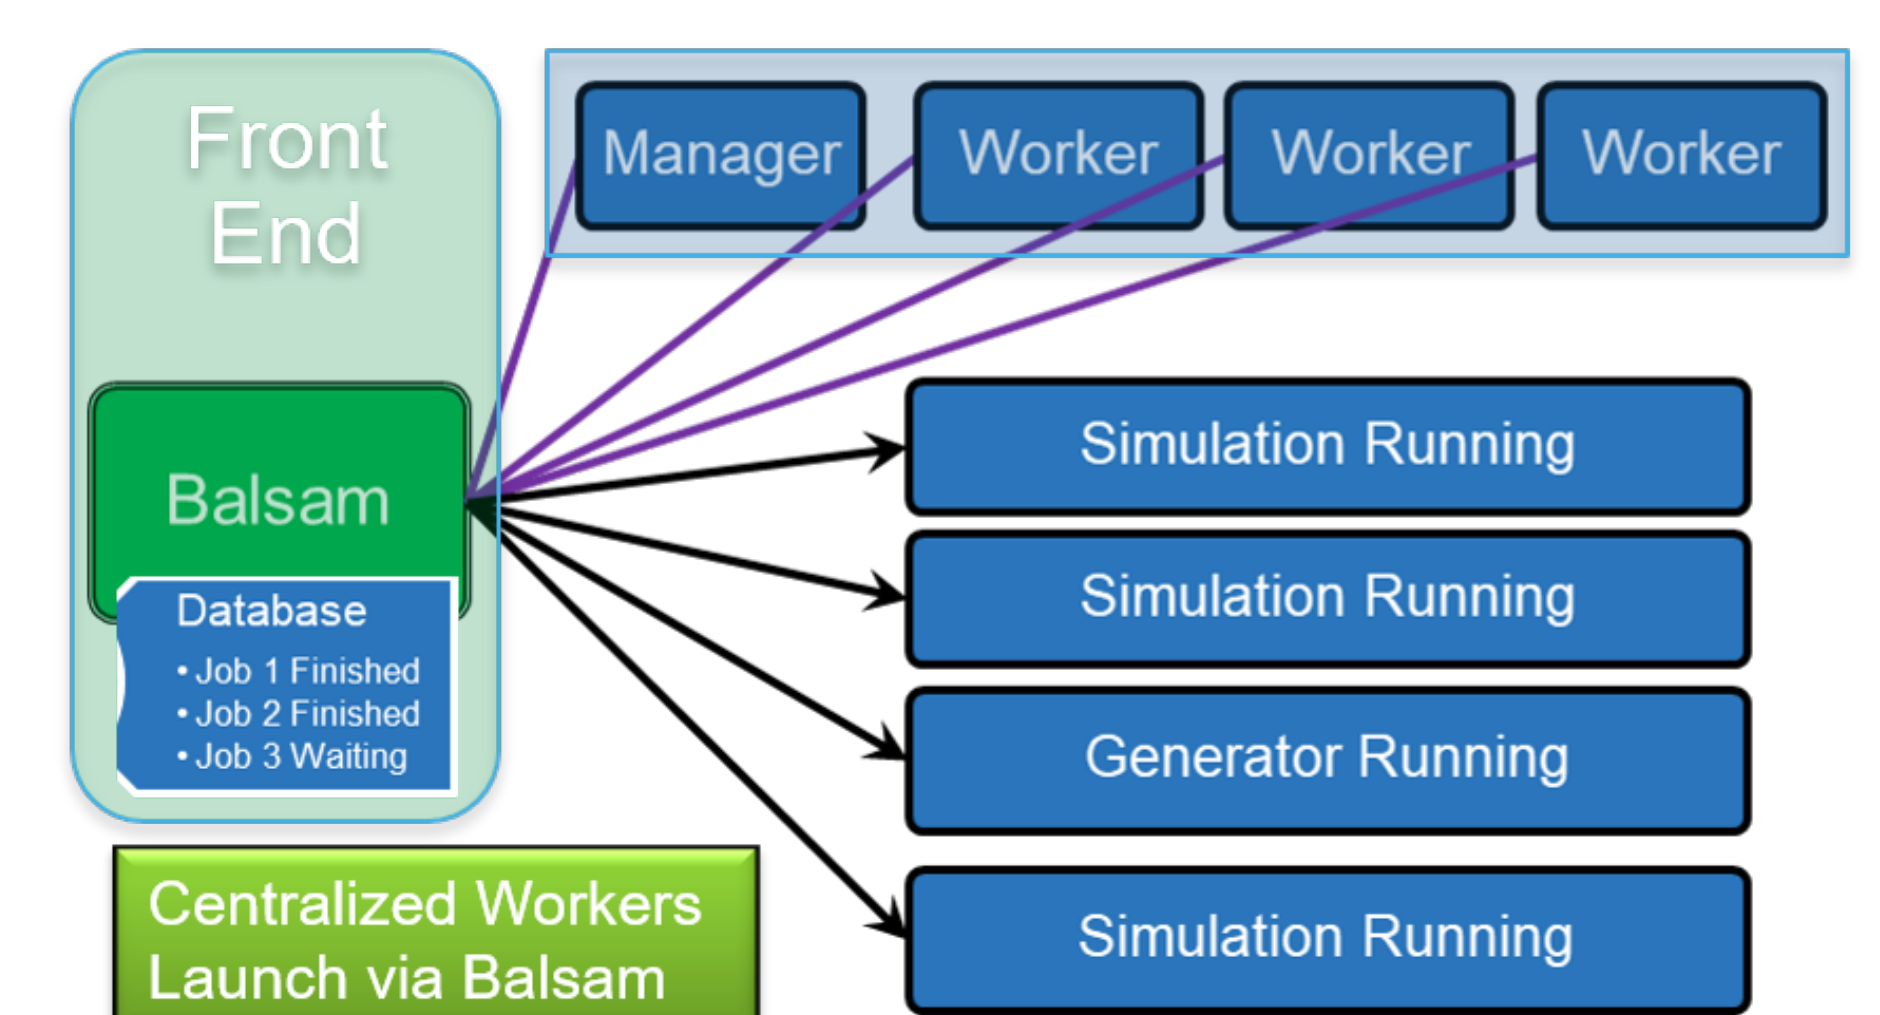 Front
End
Manager
Worker
Worker
Worker
Balsam
Database
• Job 1 Finished
• Job 2 Finished
• Job 3 Waiting
Simulation Running
Simulation Running
Generator Running
Simulation Running
Centralized Workers
Launch via Balsam